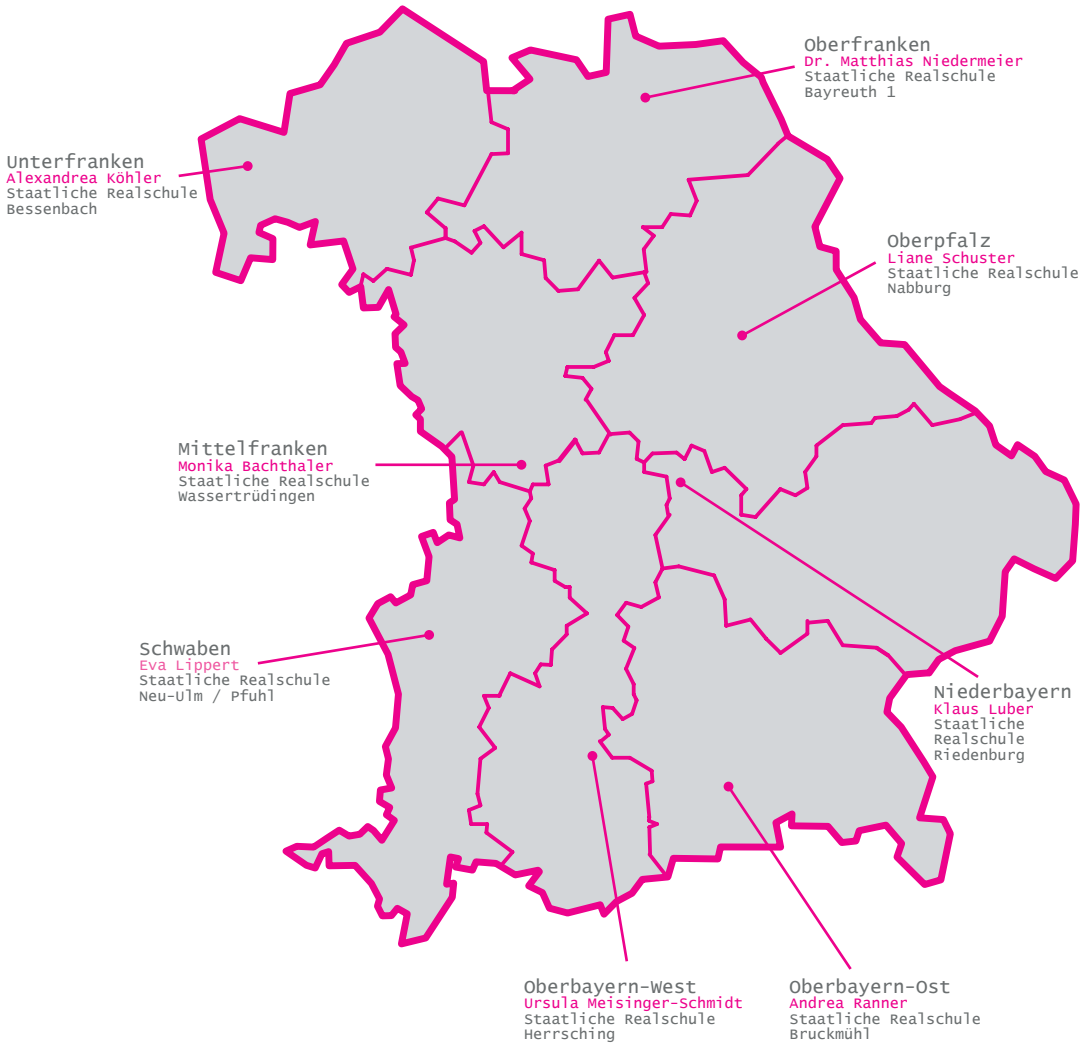 Oberfranken
Dr. Matthias Niedermeier
Staatliche Realschule
Bayreuth 1
Unterfranken
Alexandrea Köhler
Staatliche Realschule
Bessenbach
Oberpfalz
Liane Schuster
Staatliche Realschule
Nabburg
Mittelfranken
Monika Bachthaler
Staatliche Realschule
Wassertrüdingen
Schwaben
Eva Lippert
Staatliche Realschule
Neu-Ulm / Pfuhl
Niederbayern
Klaus Luber
Staatliche
Realschule
Riedenburg
Oberbayern-West
Ursula Meisinger-Schmidt
Staatliche Realschule
Herrsching
Oberbayern-Ost
Andrea Ranner
Staatliche Realschule
Bruckmühl